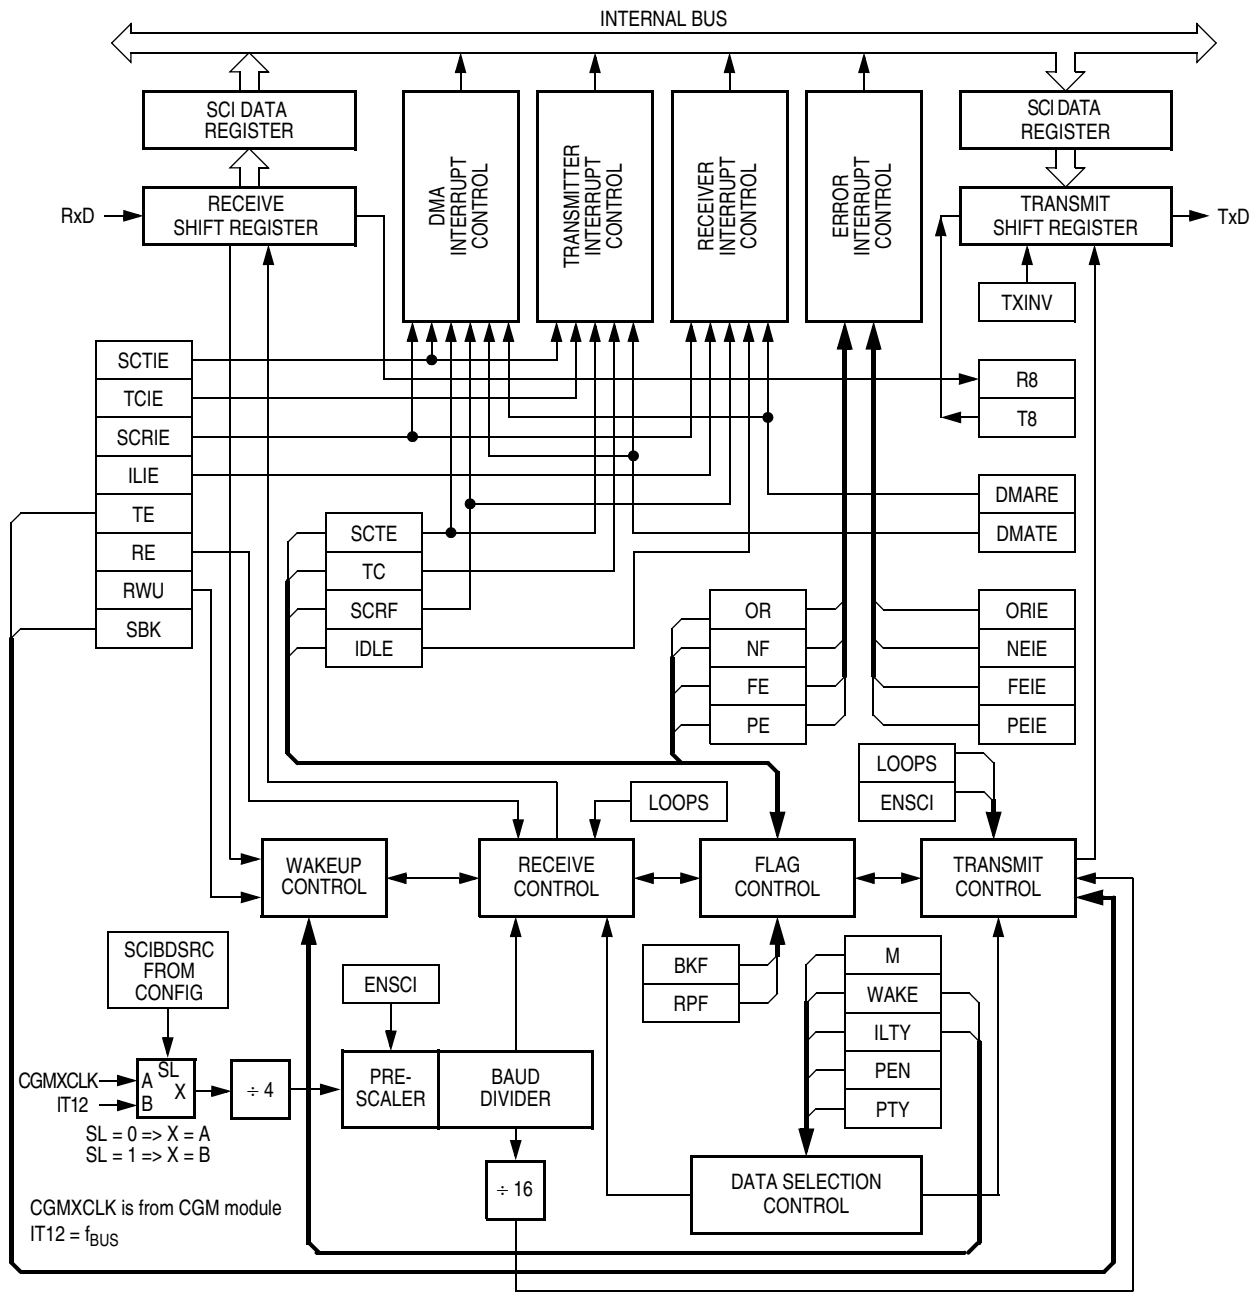 INTERNAL BUS
SCI DATA
REGISTER
DMA
INTERRUPT
CONTROL
TRANSMITTER
INTERRUPT
CONTROL
RECEIVER
INTERRUPT
CONTROL
ERROR
INTERRUPT
CONTROL
SCI DATA
REGISTER
RxD
RECEIVE
SHIFT REGISTER
TRANSMIT
SHIFT REGISTER
TxD
TXINV
SCTIE
TCIE
SCRIE
ILIE
TE
RE
RWU
SBK
R8
T8
DMARE
DMATE
SCTE
TC
SCRF
IDLE
OR
NF
FE
PE
ORIE
NEIE
FEIE
PEIE
LOOPS
ENSCI
LOOPS
WAKEUP
CONTROL
RECEIVE
CONTROL
FLAG
CONTROL
TRANSMIT
CONTROL
SCIBDSRC
FROM
CONFIG
ENSCI
BKF
RPF
M
WAKE
ILTY
PEN
PTY
CGMXCLK
IT12
A
B
SL
X
÷ 4
PRE-
SCALER
BAUD
DIVIDER
SL = 0 => X = A
SL = 1 => X = B
÷ 16
DATA SELECTION
CONTROL
CGMXCLK is from CGM module
IT12 = fBUS